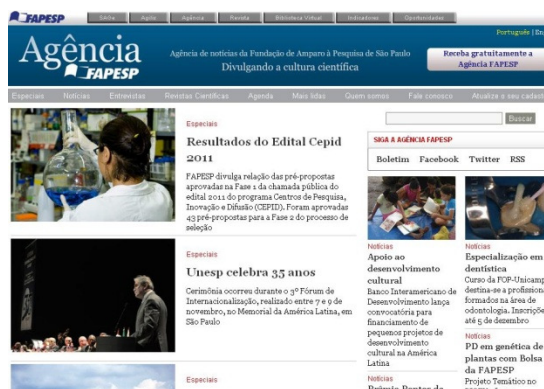 FAPESP
Site
Apoio
Agência
Revista
Biblioteca Virtual
Indicadores
Oportunidades
Português | En
Agência
FAPESP
Agência de notícias da Fundação de Amparo à Pesquisa de São Paulo
Divulgando a cultura científica
Receba gratuitamente a
Agência FAPESP
Especiais
Notícias
Entrevistas
Revistas Científicas
Agenda
Mais lidas
Quem somos
Fale conosco
Atualize o seu cadast
Buscar
Especiais
Resultados do Edital Cepid
2011
FAPESP divulga relação das pré-propostas
aprovadas na Fase 1 da chamada pública do
edital 2011 do programa Centros de Pesquisa,
Inovação e Difusão (CEPID). Foram aprovadas
43 pré-propostas para a Fase 2 do processo de
seleção
Especiais
Unesp celebra 35 anos
Cerimônia ocorreu durante o 3º Fórum de
Internacionalização, realizado entre 7 e 9 de
novembro, no Memorial da América Latina, em
São Paulo
Especiais
SIGA A AGÊNCIA FAPESP
Boletim
Facebook
Twitter
RSS
Notícias
Apoio ao
desenvolvimento
cultural
Banco Interamericano de
Desenvolvimento lança
convocatória para
financiamento de
pequenos projetos de
desenvolvimento
cultural na América
Latina
Notícias
Notícias
Especialização em
dentística
Curso da FOP-Unicamp
destina-se a profissiona
formados na área de
odontologia. Inscriçõe
até 5 de dezembro
Notícias
PD em genética de
plantas com Bolsa
da FAPESP
Projeto Temático no